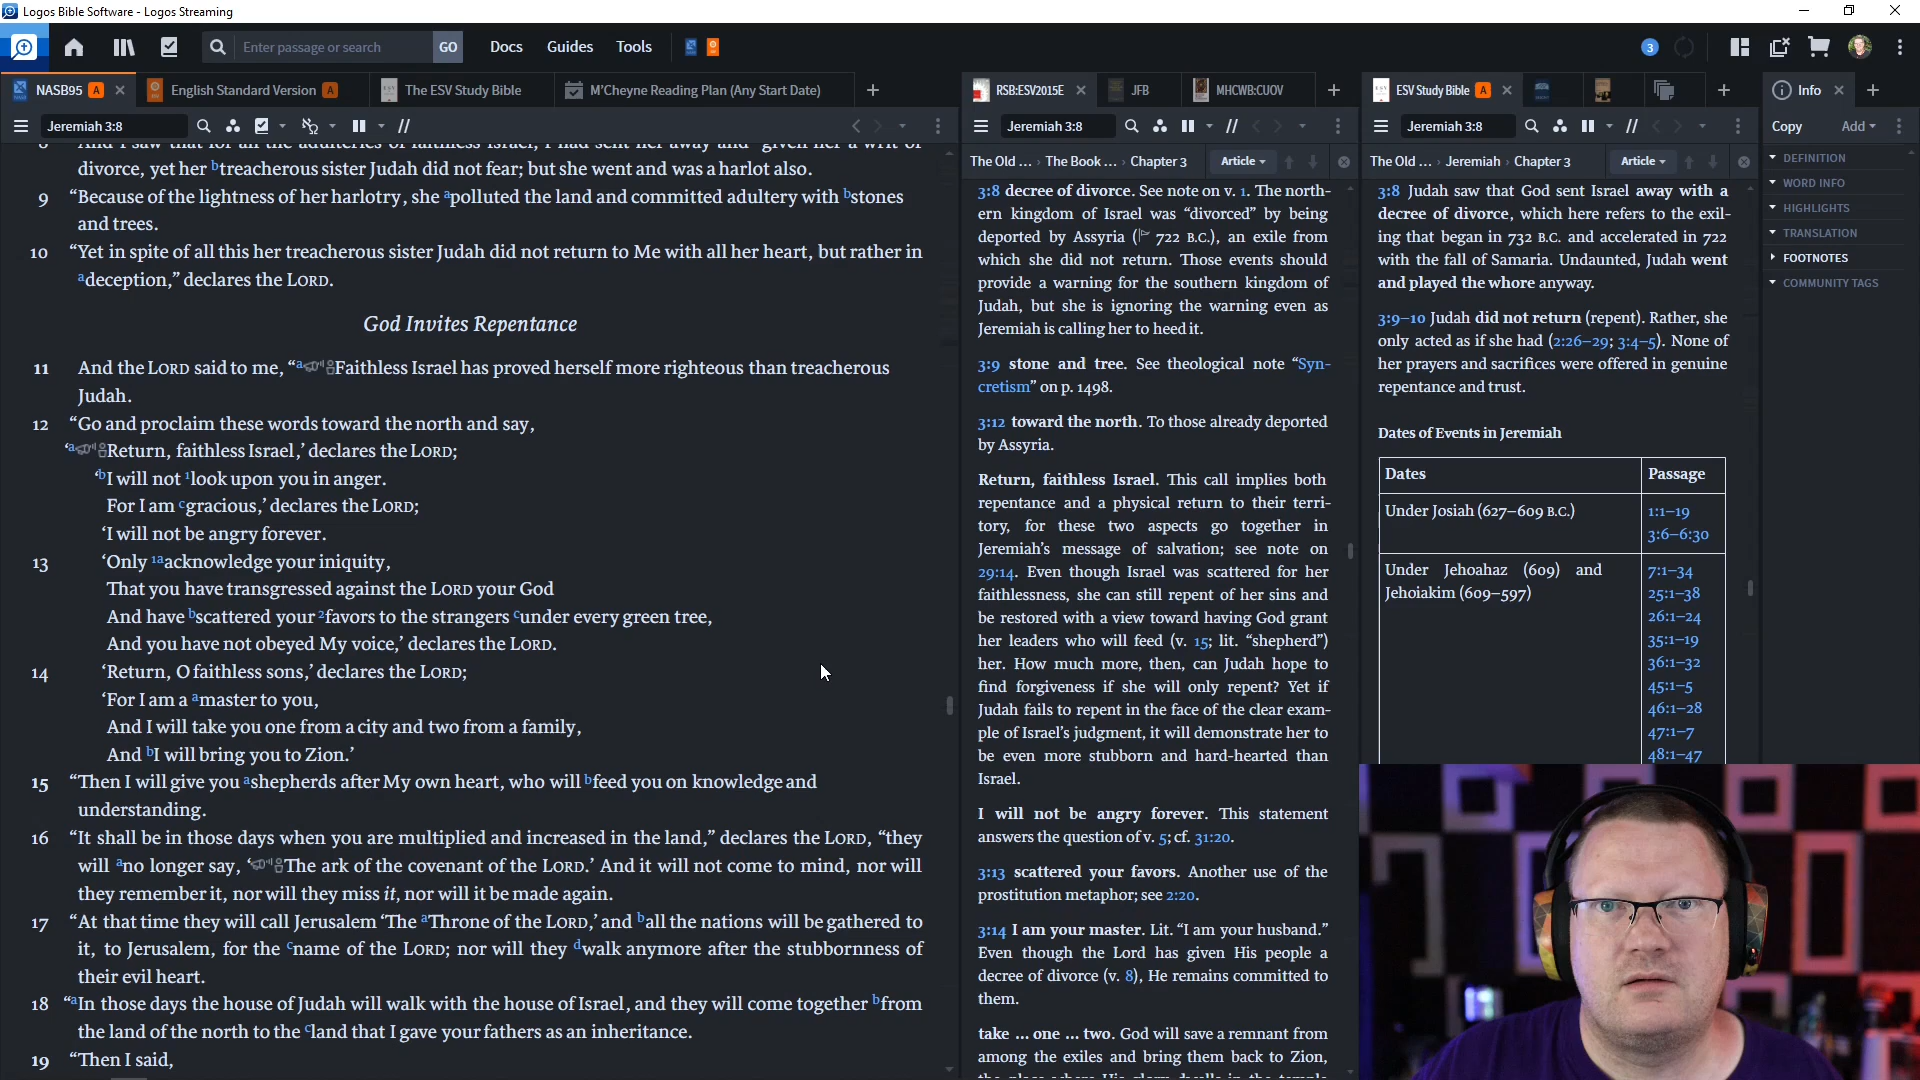 Logos Bible Software - Logos Streaming
Enter passage or search
GO
Docs
Guides
Tools
3
NASB95 A
English Standard Version A
The ESV Study Bible
M'Cheyne Reading Plan (Any Start Date)
Jeremiah 3:8
divorce, yet her btreacherous sister Judah did not fear; but she went and was a harlot also.
9 “Because of the lightness of her harlotry, she apolluted the land and committed adultery with bstones
and trees.
10 “Yet in spite of all this her treacherous sister Judah did not return to Me with all her heart, but rather in
adeception,” declares the LORD.
God Invites Repentance
11 And the LORD said to me, “aFaithless Israel has proved herself more righteous than treacherous
Judah.
12 “Go and proclaim these words toward the north and say,
‘aReturn, faithless Israel,’ declares the LORD;
‘bI will not 1look upon you in anger.
For I am cgracious,’ declares the LORD;
‘I will not be angry forever.
13 ‘Only 1aacknowledge your iniquity,
That you have transgressed against the LORD your God
And have bscattered your 2favors to the strangers cunder every green tree,
And you have not obeyed My voice,’ declares the LORD.
14 ‘Return, O faithless sons,’ declares the LORD;
‘For I am a amaster to you,
And I will take you one from a city and two from a family,
And bI will bring you to Zion.’
15 “Then I will give you ashepherds after My own heart, who will bfeed you on knowledge and
understanding.
16 “It shall be in those days when you are multiplied and increased in the land,” declares the LORD, “they
will ano longer say, ‘The ark of the covenant of the LORD.’ And it will not come to mind, nor will
they remember it, nor will they miss it, nor will it be made again.
17 “At that time they will call Jerusalem ‘The aThrone of the LORD,’ and ball the nations will be gathered to
it, to Jerusalem, for the cname of the LORD; nor will they dwalk anymore after the stubbornness of
their evil heart.
18 “aIn those days the house of Judah will walk with the house of Israel, and they will come together bfrom
the land of the north to the cland that I gave your fathers as an inheritance.
19 “Then I said,
RSB:ESV2015E
JFB
MHCWB:CUOV
Jeremiah 3:8
The Old ... › The Book ... › Chapter 3
Article
3:8 decree of divorce. See note on v. 1. The north-
ern kingdom of Israel was “divorced” by being
deported by Assyria (722 B.C.), an exile from
which she did not return. Those events should
provide a warning for the southern kingdom of
Judah, but she is ignoring the warning even as
Jeremiah is calling her to heed it.
3:9 stone and tree. See theological note “Syn-
cretism” on p. 1498.
3:12 toward the north. To those already deported
by Assyria.
Return, faithless Israel. This call implies both
repentance and a physical return to their terri-
tory, for these two aspects go together in
Jeremiah’s message of salvation; see note on
29:14. Even though Israel was scattered for her
faithlessness, she can still repent of her sins and
be restored with a view toward having God grant
her leaders who will feed (v. 15; lit. “shepherd”)
her. How much more, then, can Judah hope to
find forgiveness if she will only repent? Yet if
Judah fails to repent in the face of the clear exam-
ple of Israel’s judgment, it will demonstrate her to
be even more stubborn and hard-hearted than
Israel.
I will not be angry forever. This statement
answers the question of v. 5; cf. 31:20.
3:13 scattered your favors. Another use of the
prostitution metaphor; see 2:20.
3:14 I am your master. Lit. “I am your husband.”
Even though the Lord has given His people a
decree of divorce (v. 8), He remains committed to
them.
take ... one ... two. God will save a remnant from
among the exiles and bring them back to Zion,
ESV Study Bible A
Jeremiah 3:8
The Old ... › Jeremiah › Chapter 3
Article
3:8 Judah saw that God sent Israel away with a
decree of divorce, which here refers to the exil-
ing that began in 732 B.C. and accelerated in 722
with the fall of Samaria. Undaunted, Judah went
and played the whore anyway.
3:9–10 Judah did not return (repent). Rather, she
only acted as if she had (2:26–29; 3:4–5). None of
her prayers and sacrifices were offered in genuine
repentance and trust.
Dates of Events in Jeremiah
Dates Passage
Under Josiah (627–609 B.C.) 1:1–19
3:6–6:30
Under Jehoahaz (609) and 7:1–34
Jehoiakim (609–597) 25:1–38
26:1–24
35:1–19
36:1–32
45:1–5
46:1–28
47:1–7
48:1–47
Info
Copy
Add
DEFINITION
WORD INFO
HIGHLIGHTS
TRANSLATION
FOOTNOTES
COMMUNITY TAGS